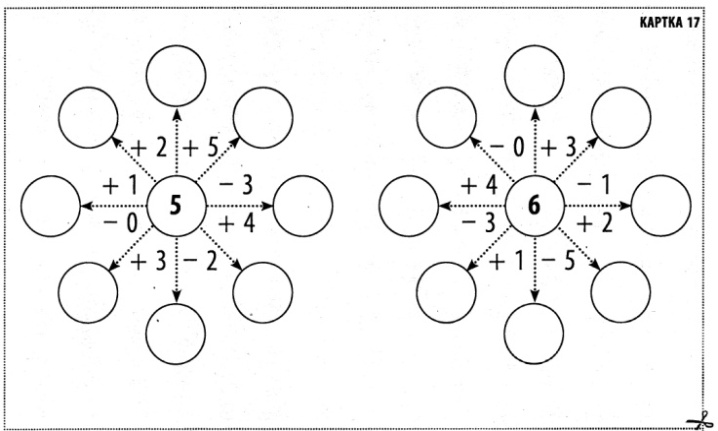 КАРТКА 17
+ 2 + 5
+ 1 − 3
5
− 0 + 4
+ 3 − 2
− 0 + 3
+ 4 − 1
6
− 3 + 2
+ 1 − 5